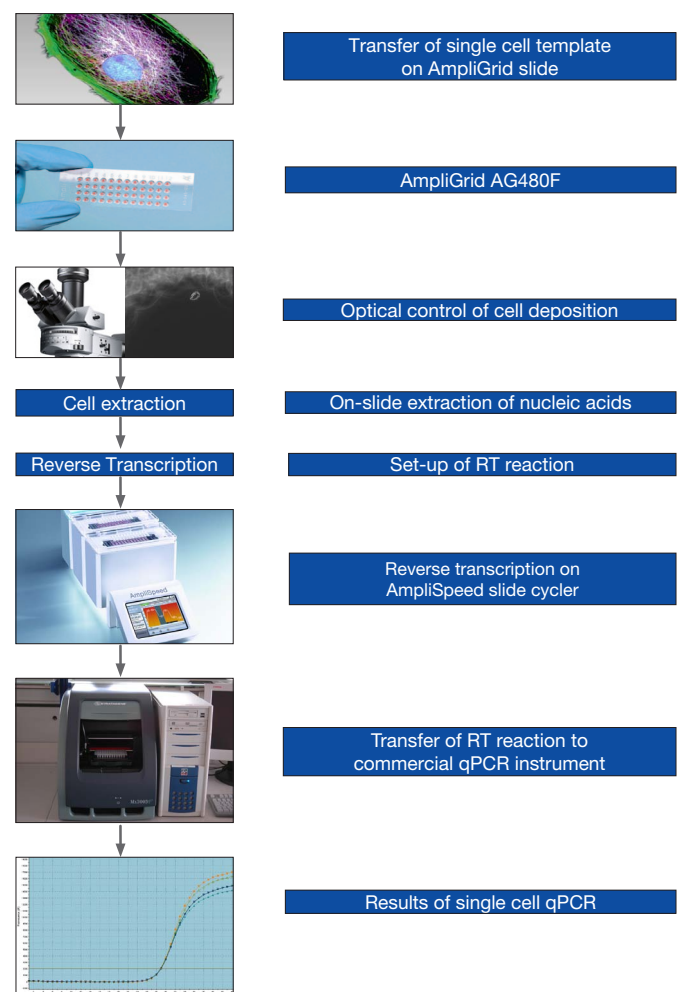 Transfer of single cell template
on AmpliGrid slide
AmpliGrid AG480F
Optical control of cell deposition
Cell extraction
On-slide extraction of nucleic acids
Reverse Transcription
Set-up of RT reaction
AmpliSpeed
Reverse transcription on
AmpliSpeed slide cycler
Transfer of RT reaction to
commercial qPCR instrument
Results of single cell qPCR